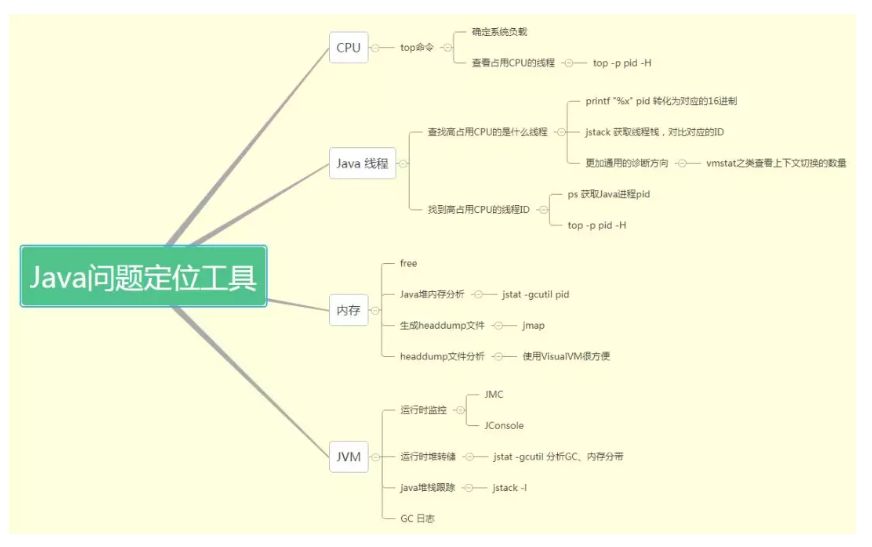 Java问题定位工具
CPU
top命令
确定系统负载
查看占用CPU的线程
top -p pid -H
Java 线程
查找高占用CPU的是什么线程
printf "%x" pid 转化为对应的16进制
jstack 获取线程栈，对比对应的ID
更加通用的诊断方向
vmstat之类查看上下文切换的数量
找到高占用CPU的线程ID
ps 获取Java进程pid
top -p pid -H
内存
free
Java堆内存分析
jstat -gcutil pid
生成headdump文件
jmap
headdump文件分析
使用VisualVM很方便
JVM
运行时监控
JMC
JConsole
运行时堆转储
jstat -gcutil 分析GC、内存分带
java堆栈跟踪
jstack -l
GC 日志